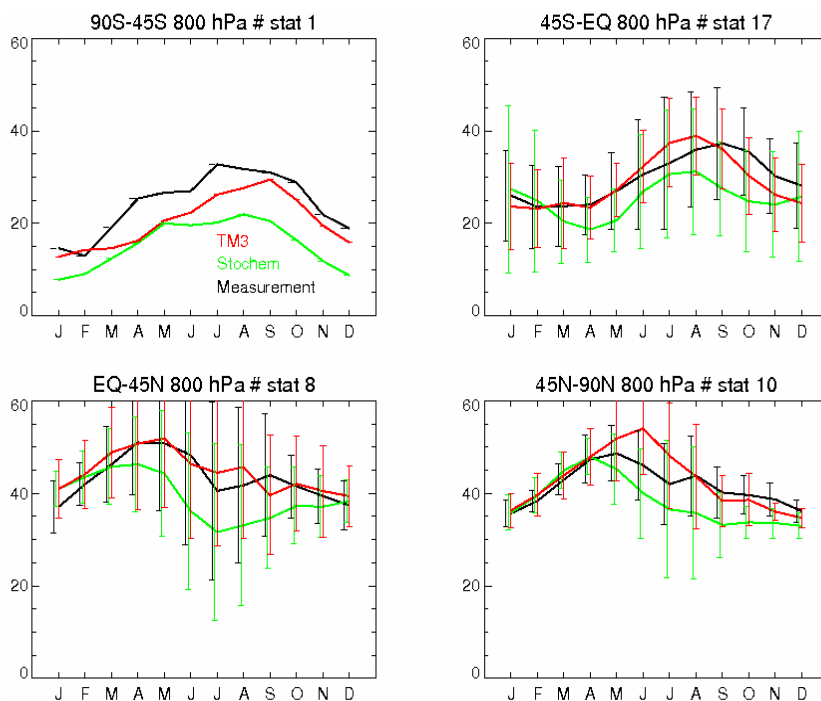 90S-45S 800 hPa # stat 1
60
40
20
0
TM3
Stochem
Measurement
J F M A M J J A S O N D
45S-EQ 800 hPa # stat 17
60
40
20
0
J F M A M J J A S O N D
EQ-45N 800 hPa # stat 8
60
40
20
0
J F M A M J J A S O N D
45N-90N 800 hPa # stat 10
60
40
20
0
J F M A M J J A S O N D